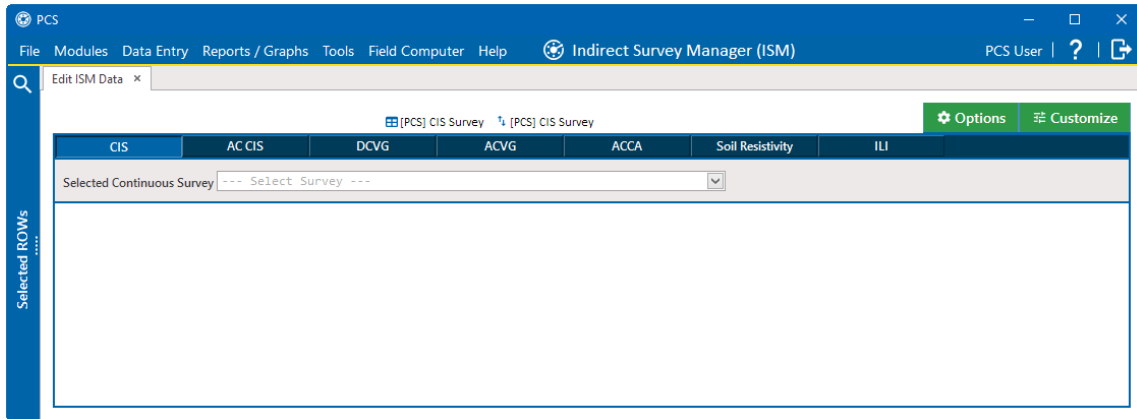 PCS
File Modules Data Entry Reports / Graphs Tools Field Computer Help Indirect Survey Manager (ISM) PCS User | ? |
Edit ISM Data ×
[PCS] CIS Survey [PCS] CIS Survey Options Customize
CIS AC CIS DCVG ACVG ACCA Soil Resistivity ILI
Selected Continuous Survey --- Select Survey ---
Selected ROWs